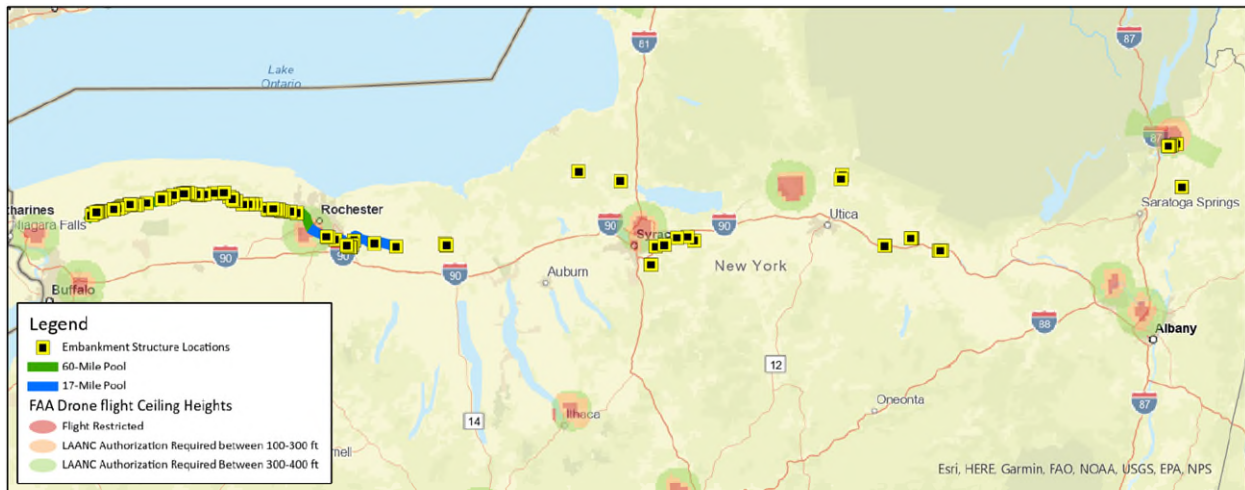 Lake
Ontario
81
87
87
tharines
Niagara Falls
Rochester
90
90
90
Syrac
90
Utica
Saratoga Springs
Buffalo
Auburn
New York
Albany
88
12
14
Ithaca
Oneonta
87
nell
Legend
Embankment Structure Locations
60-Mile Pool
17-Mile Pool
FAA Drone flight Ceiling Heights
Flight Restricted
LAANC Authorization Required between 100-300 ft
LAANC Authorization Required Between 300-400 ft
Esri, HERE, Garmin, FAO, NOAA, USGS, EPA, NPS